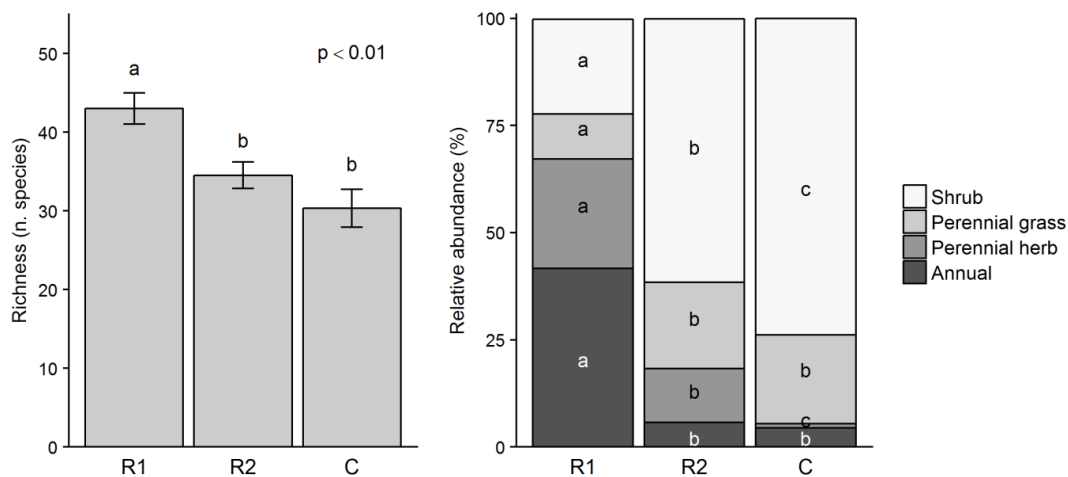 Richness (n. species)
50
40
30
20
10
0
p < 0.01
a
b
b
R1
R2
C
Relative abundance (%)
100
75
50
25
0
a
a
a
a
b
b
b
b
c
b
c
b
R1
R2
C
Shrub
Perennial grass
Perennial herb
Annual